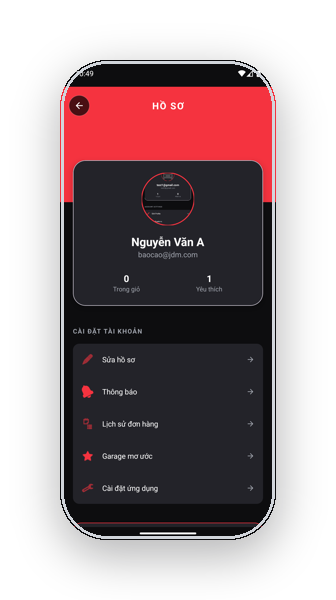 HỒ SƠ
Nguyễn Văn A
baocao@jdm.com
0 1
Trong giỏ Yêu thích
CÀI ĐẶT TÀI KHOẢN
Sửa hồ sơ
Thông báo
Lịch sử đơn hàng
Garage mơ ước
Cài đặt ứng dụng